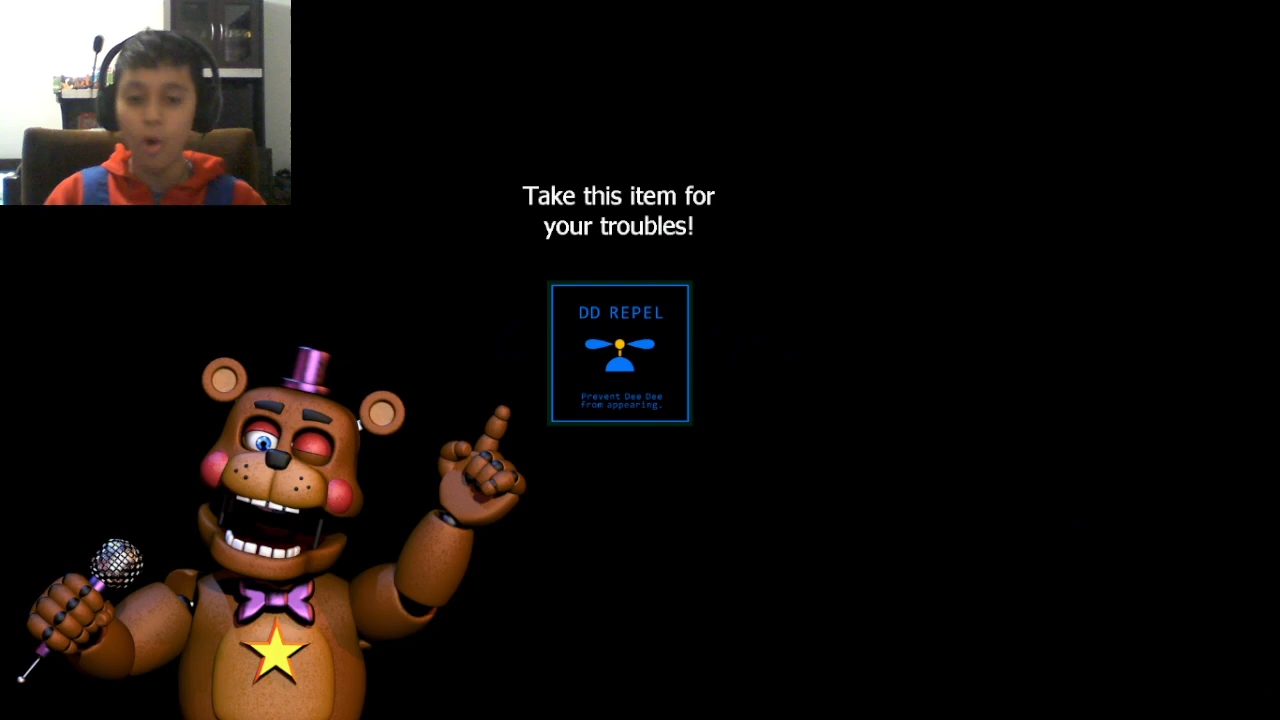 Take this item for
your troubles!
DD REPEL
Prevent Dee Dee
from appearing.